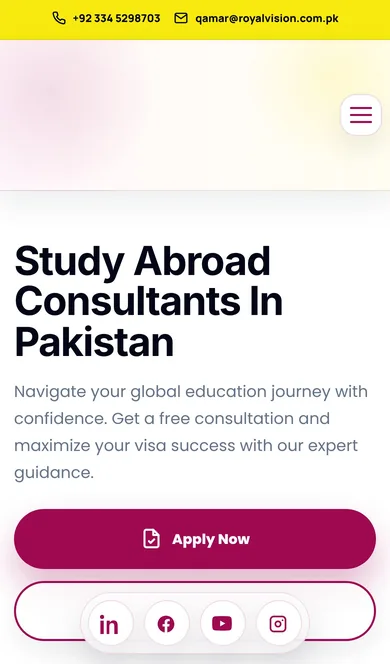 +92 334 5298703 qamar@royalvision.com.pk
Study Abroad
Consultants In
Pakistan
Navigate your global education journey with
confidence. Get a free consultation and
maximize your visa success with our expert
guidance.
Apply Now
in